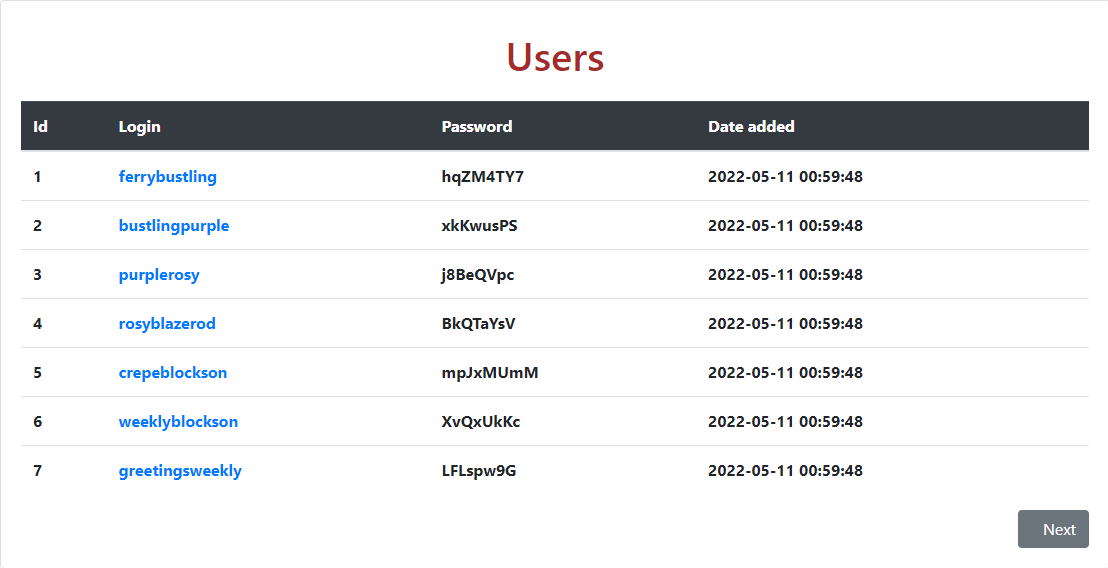 Users
Id Login Password Date added
1 ferrybustling hqZM4TY7 2022-05-11 00:59:48
2 bustlingpurple xkKwusPS 2022-05-11 00:59:48
3 purplerosy j8BeQVpc 2022-05-11 00:59:48
4 rosyblazerod BkQTaYsV 2022-05-11 00:59:48
5 crepeblockson mpJxMUmM 2022-05-11 00:59:48
6 weeklyblockson XvQxUkKc 2022-05-11 00:59:48
7 greetingsweekly LFLspw9G 2022-05-11 00:59:48
Next